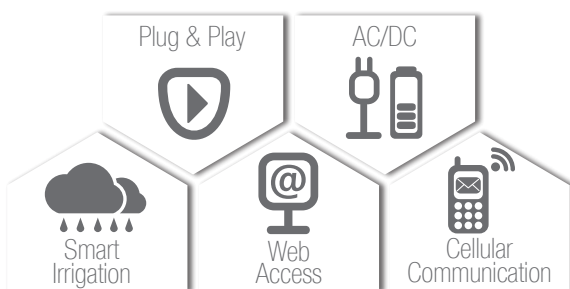 Plug & Play
AC/DC
@
Smart
Irrigation
Web
Access
Cellular
Communication